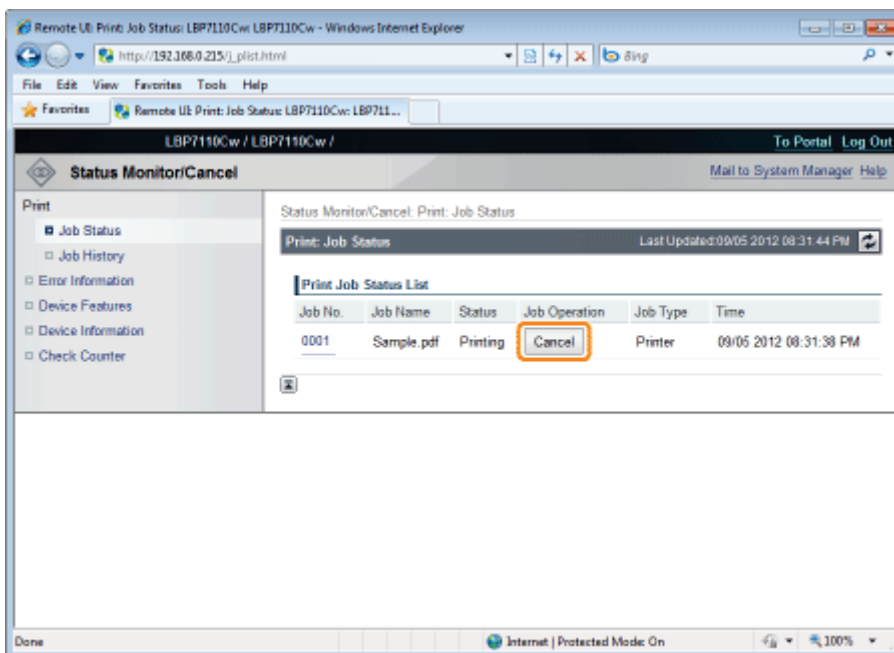 Remote UI: Print: Job Status: LBP7110Cw: LBP7110Cw - Windows Internet Explorer
http://192.168.0.215/j_plist.html
Bing
File Edit View Favorites Tools Help
Favorites Remote UI: Print: Job Status: LBP7110Cw: LBP711...
LBP7110Cw / LBP7110Cw / To Portal Log Out
Status Monitor/Cancel Mail to System Manager Help
Print
Job Status
Job History
Error Information
Device Features
Device Information
Check Counter
Status Monitor/Cancel: Print: Job Status
Print: Job Status Last Updated:09/05 2012 08:31:44 PM
Print Job Status List
Job No. Job Name Status Job Operation Job Type Time
0001 Sample.pdf Printing Cancel Printer 09/05 2012 08:31:38 PM
Done Internet | Protected Mode: On 100%